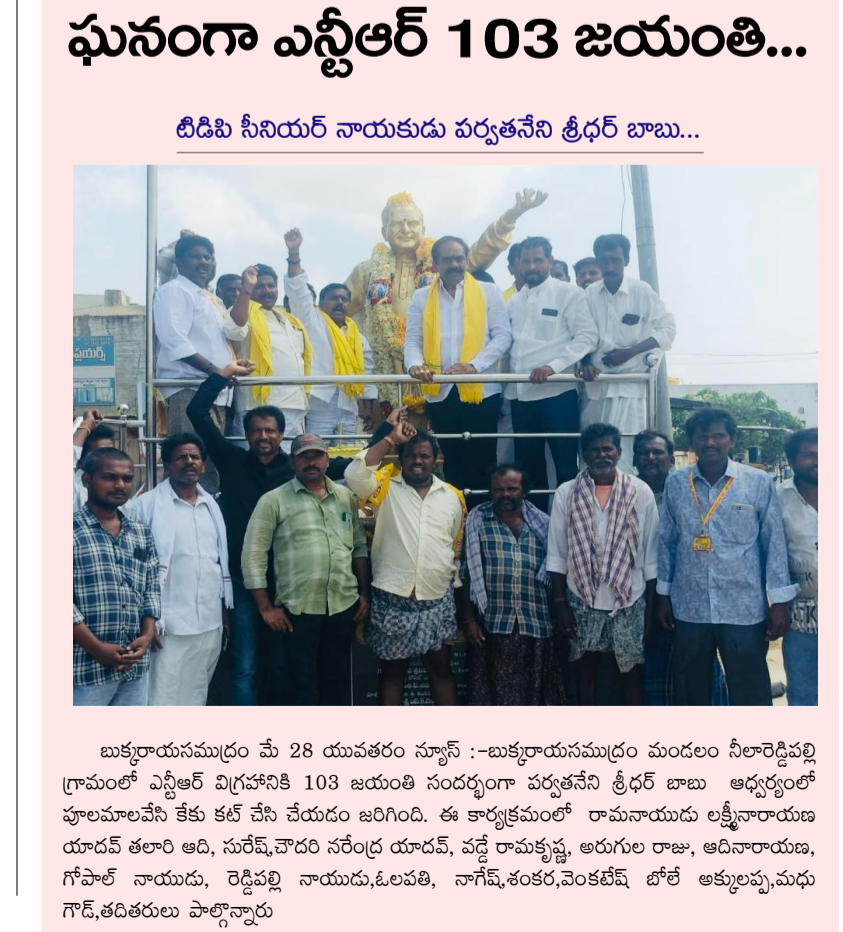 ఘనంగా ఎన్టీఆర్ 103 జయంతి...
టిడిపి సీనియర్ నాయకుడు పర్వతనేని శ్రీధర్ బాబు...
బుక్కరాయసముద్రం మే 28 యువతరం న్యూస్ :-బుక్కరాయసముద్రం మండలం నీలారెడ్డిపల్లి
గ్రామంలో ఎన్టీఆర్ విగ్రహానికి 103 జయంతి సందర్భంగా పర్వతనేని శ్రీధర్ బాబు ఆధ్వర్యంలో
పూలమాలవేసి కేకు కట్ చేసి చేయడం జరిగింది. ఈ కార్యక్రమంలో రామనాయుడు లక్ష్మీనారాయణ
యాదవ్ తలారి ఆది, సురేష్,చౌదరి నరేంద్ర యాదవ్, వడ్డే రామకృష్ణ, అరుగుల రాజు, ఆదినారాయణ,
గోపాల్ నాయుడు, రెడ్డిపల్లి నాయుడు,ఓలపతి, నాగేష్,శంకర,వెంకటేష్ బోలే అక్కులప్ప,మధు
గౌడ్,తదితరులు పాల్గొన్నారు